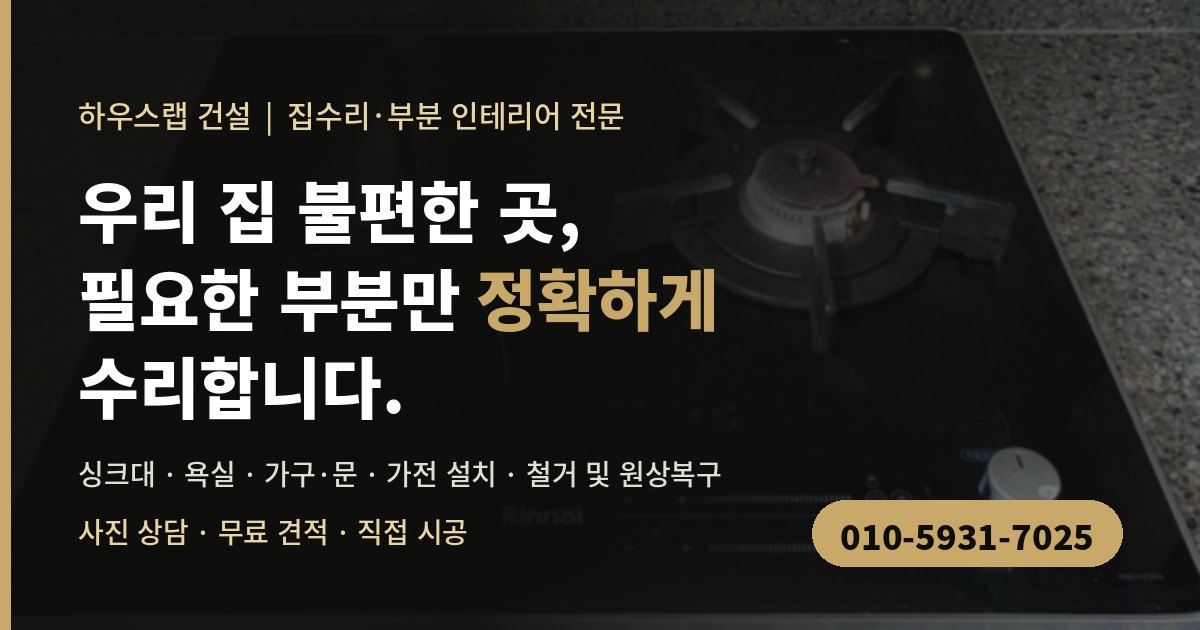 하우스랩 건설 | 집수리·부분 인테리어 전문
우리 집 불편한 곳,
필요한 부분만 정확하게
수리합니다.
싱크대 · 욕실 · 가구·문 · 가전 설치 · 철거 및 원상복구
Rinnai
사진 상담 · 무료 견적 · 직접 시공
010-5931-7025